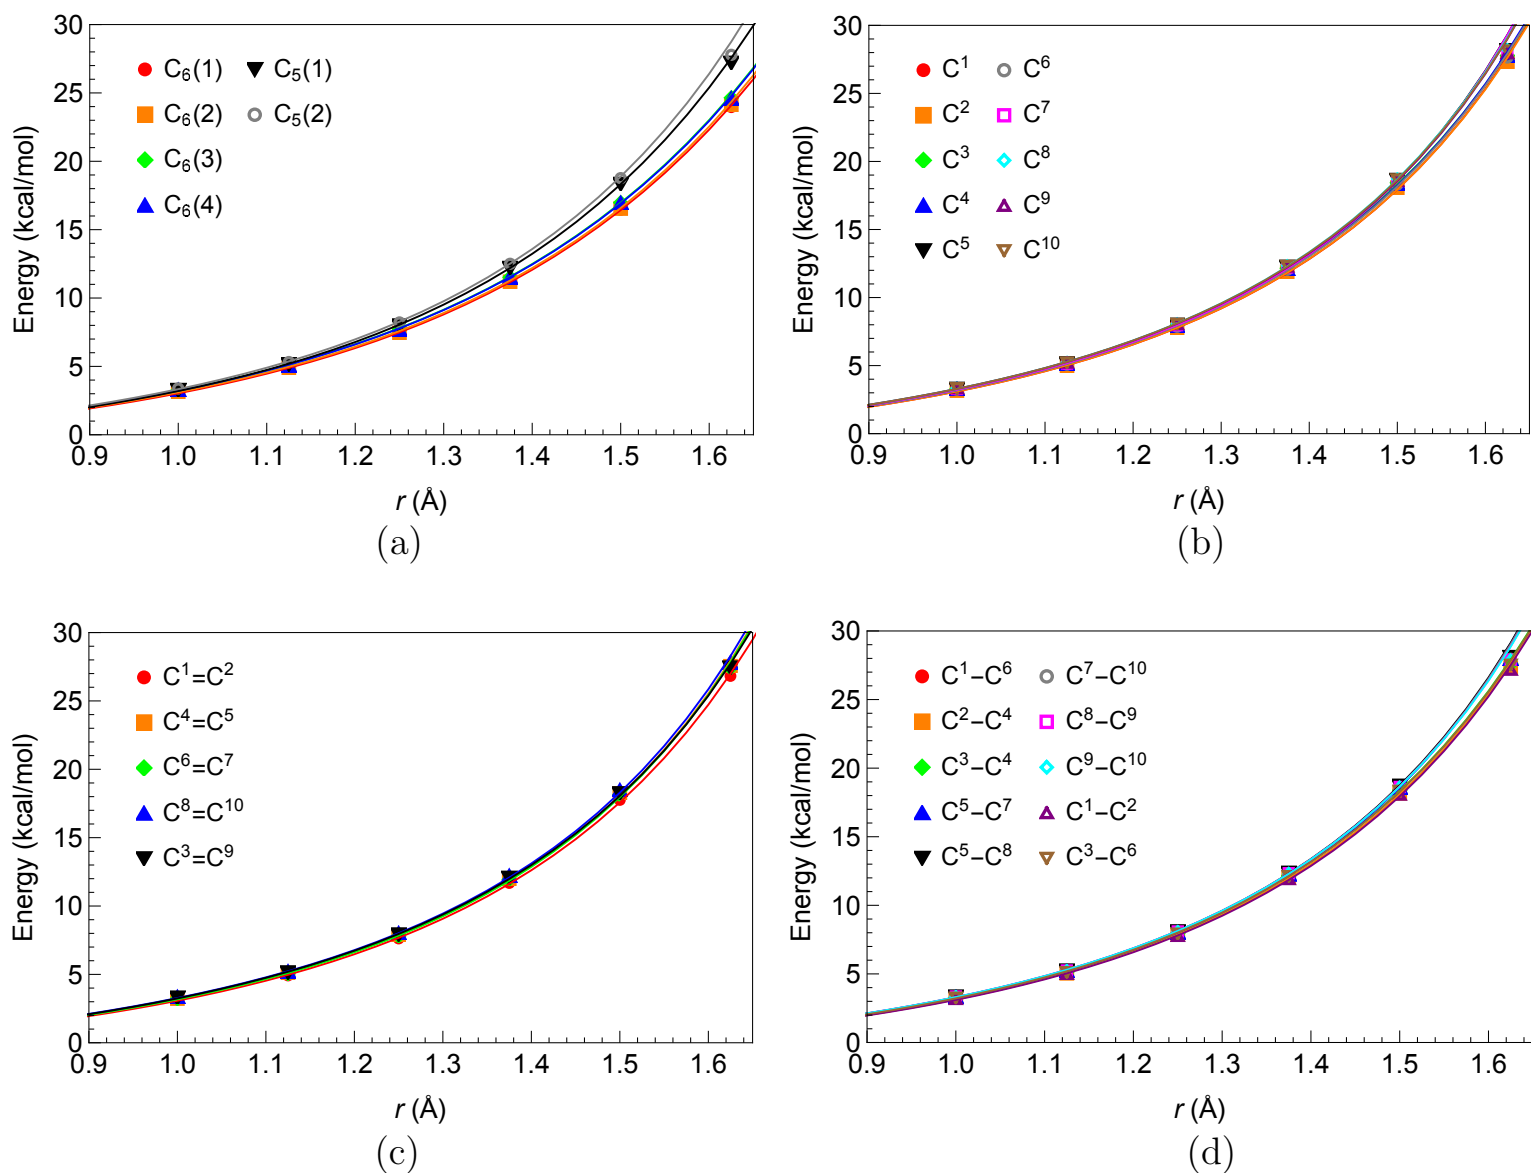 30
25
20
15
10
5
0
Energy (kcal/mol)
C₆(1) C₅(1)
C₆(2) C₅(2)
C₆(3)
C₆(4)
0.9 1.0 1.1 1.2 1.3 1.4 1.5 1.6
r (Å)
(a)
30
25
20
15
10
5
0
Energy (kcal/mol)
C¹ C⁶
C² C⁷
C³ C⁸
C⁴ C⁹
C⁵ C¹⁰
0.9 1.0 1.1 1.2 1.3 1.4 1.5 1.6
r (Å)
(b)
30
25
20
15
10
5
0
Energy (kcal/mol)
C¹=C²
C⁴=C⁵
C⁶=C⁷
C⁸=C¹⁰
C³=C⁹
0.9 1.0 1.1 1.2 1.3 1.4 1.5 1.6
r (Å)
(c)
30
25
20
15
10
5
0
Energy (kcal/mol)
C¹–C⁶ C⁷–C¹⁰
C²–C⁴ C⁸–C⁹
C³–C⁴ C⁹–C¹⁰
C⁵–C⁷ C¹–C²
C⁵–C⁸ C³–C⁶
0.9 1.0 1.1 1.2 1.3 1.4 1.5 1.6
r (Å)
(d)